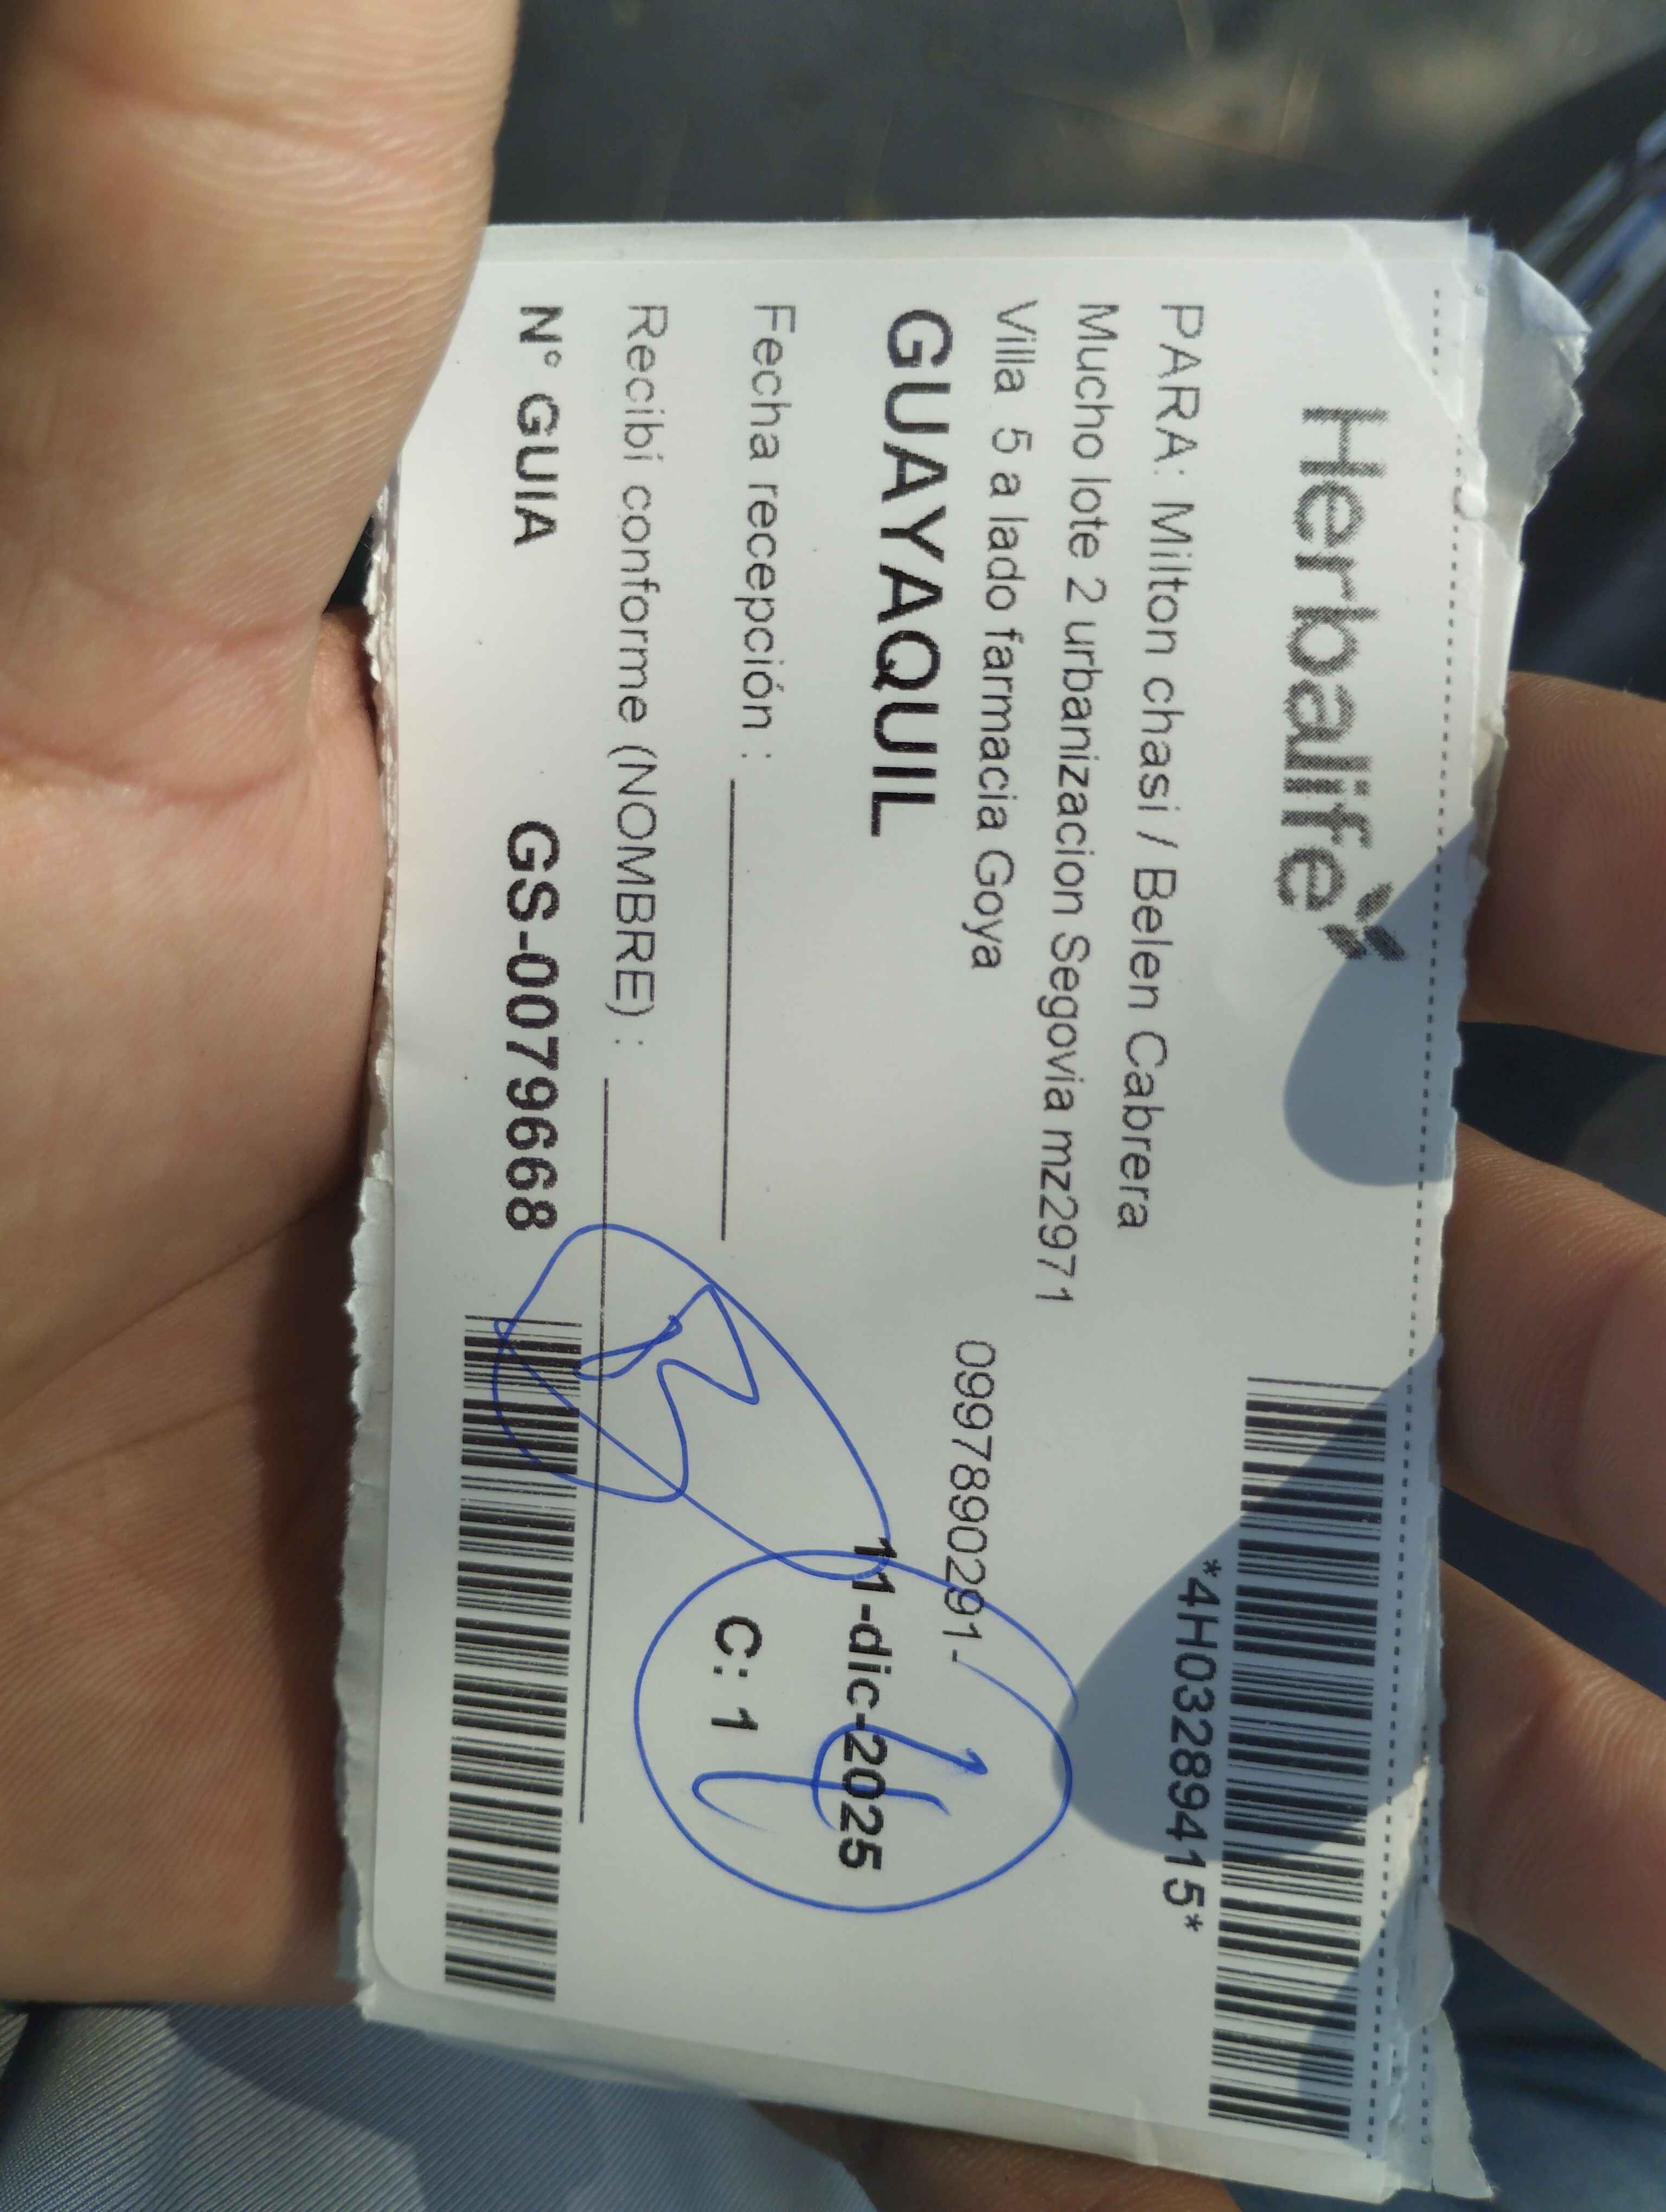 Herbalife
*4H03289415*
PARA: Milton chasi / Belen Cabrera
Mucho lote 2 urbanizacion Segovia mz2971
Villa 5 a lado farmacia Goya
0997890291-
GUAYAQUIL
11-dic-2025
Fecha recepción :
C: 1
Recibí conforme (NOMBRE) :
N° GUIA GS-0079668